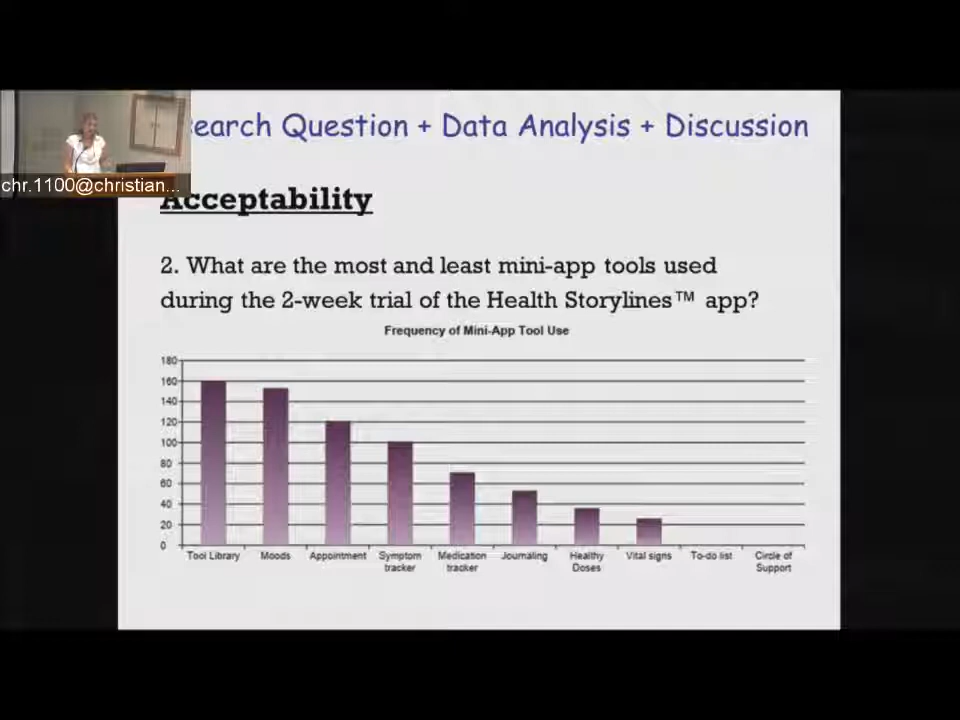 search Question + Data Analysis + Discussion
chr.1100@christian...
Acceptability
2. What are the most and least mini-app tools used
during the 2-week trial of the Health Storylines™ app?
Frequency of Mini-App Tool Use
180
160
140
120
100
80
60
40
20
0
Tool Library Moods Appointment Symptom tracker Medication tracker Journaling Healthy Doses Vital signs To-do list Circle of Support